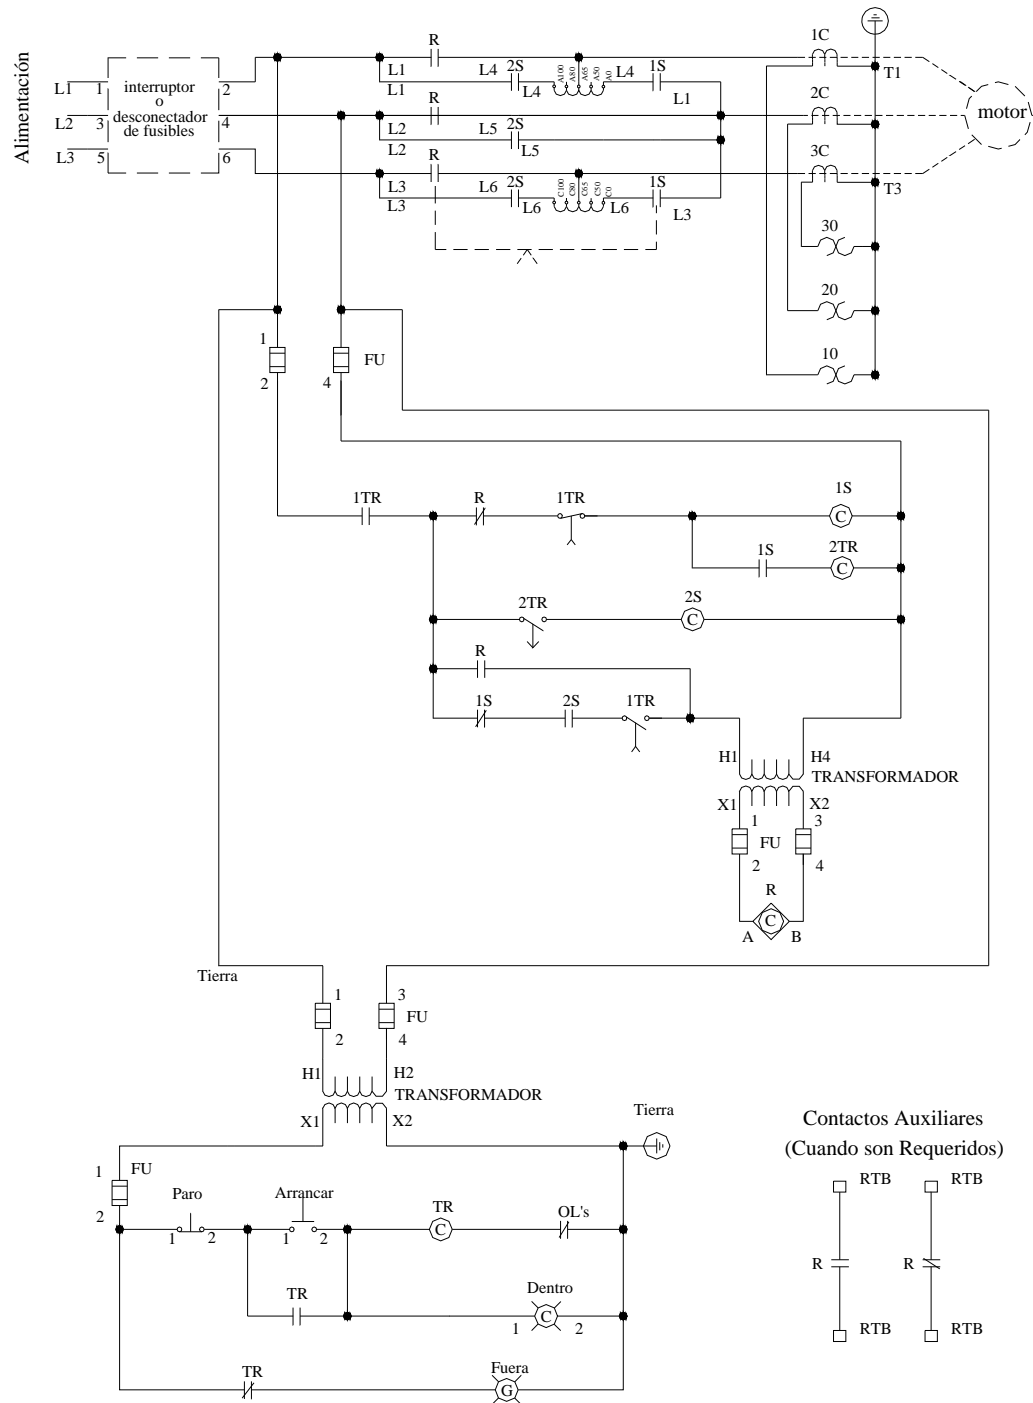 Alimentación
interruptor
o
desconectador
de fusibles
L1 1 2
L2 3 4
L3 5 6
R
L1
L1
L4 2S L4
A100 A80 A65 A50 A0
L4 1S
L1
R
L2
L2
L5 2S L5
R
L3
L3
L6 2S L6
C100 C80 C65 C50 C0
L6 1S
L3
1C
T1
2C
3C
T3
motor
30
20
10
1
2
4
FU
1TR R 1TR 1S
C
1S 2TR
C
2TR 2S
C
R
1S 2S 1TR
H1 H4
TRANSFORMADOR
X1 X2
1 3
FU
2 4
R
C
A B
Tierra
1 3
FU
2 4
H1 H2
TRANSFORMADOR
X1 X2
Tierra
1 FU
2
Paro
1 2
Arrancar
1 2
TR
C
OL's
TR
Dentro
1 C 2
TR
Fuera
G
Contactos Auxiliares
(Cuando son Requeridos)
RTB RTB
R R
RTB RTB